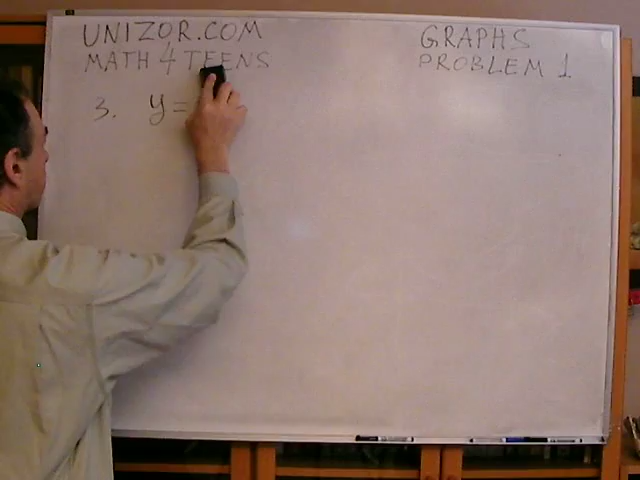 UNIZOR.COM
MATH 4 TEENS
GRAPHS
PROBLEM 1
3. y =